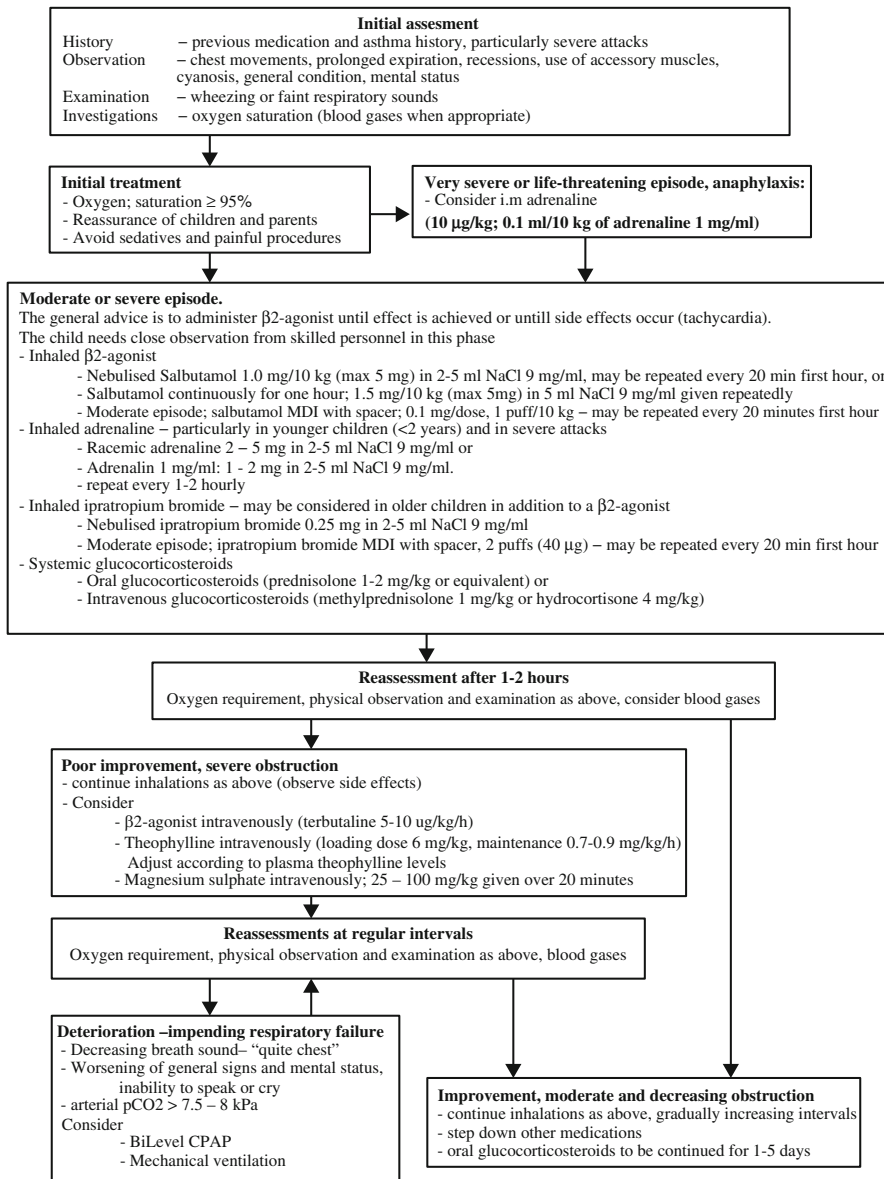 Initial assesment
History – previous medication and asthma history, particularly severe attacks
Observation – chest movements, prolonged expiration, recessions, use of accessory muscles,
cyanosis, general condition, mental status
Examination – wheezing or faint respiratory sounds
Investigations – oxygen saturation (blood gases when appropriate)
Initial treatment
- Oxygen; saturation ≥ 95%
- Reassurance of children and parents
- Avoid sedatives and painful procedures
Very severe or life-threatening episode, anaphylaxis:
- Consider i.m adrenaline
(10 μg/kg; 0.1 ml/10 kg of adrenaline 1 mg/ml)
Moderate or severe episode.
The general advice is to administer β2-agonist until effect is achieved or untill side effects occur (tachycardia).
The child needs close observation from skilled personnel in this phase
- Inhaled β2-agonist
- Nebulised Salbutamol 1.0 mg/10 kg (max 5 mg) in 2-5 ml NaCl 9 mg/ml, may be repeated every 20 min first hour, or
- Salbutamol continuously for one hour; 1.5 mg/10 kg (max 5mg) in 5 ml NaCl 9 mg/ml given repeatedly
- Moderate episode; salbutamol MDI with spacer; 0.1 mg/dose, 1 puff/10 kg – may be repeated every 20 minutes first hour
- Inhaled adrenaline – particularly in younger children (<2 years) and in severe attacks
- Racemic adrenaline 2 – 5 mg in 2-5 ml NaCl 9 mg/ml or
- Adrenalin 1 mg/ml: 1 - 2 mg in 2-5 ml NaCl 9 mg/ml.
- repeat every 1-2 hourly
- Inhaled ipratropium bromide – may be considered in older children in addition to a β2-agonist
- Nebulised ipratropium bromide 0.25 mg in 2-5 ml NaCl 9 mg/ml
- Moderate episode; ipratropium bromide MDI with spacer, 2 puffs (40 μg) – may be repeated every 20 min first hour
- Systemic glucocorticosteroids
- Oral glucocorticosteroids (prednisolone 1-2 mg/kg or equivalent) or
- Intravenous glucocorticosteroids (methylprednisolone 1 mg/kg or hydrocortisone 4 mg/kg)
Reassessment after 1-2 hours
Oxygen requirement, physical observation and examination as above, consider blood gases
Poor improvement, severe obstruction
- continue inhalations as above (observe side effects)
- Consider
- β2-agonist intravenously (terbutaline 5-10 ug/kg/h)
- Theophylline intravenously (loading dose 6 mg/kg, maintenance 0.7-0.9 mg/kg/h)
Adjust according to plasma theophylline levels
- Magnesium sulphate intravenously; 25 – 100 mg/kg given over 20 minutes
Reassessments at regular intervals
Oxygen requirement, physical observation and examination as above, blood gases
Deterioration –impending respiratory failure
- Decreasing breath sound– “quite chest”
- Worsening of general signs and mental status,
inability to speak or cry
- arterial pCO2 > 7.5 – 8 kPa
Consider
- BiLevel CPAP
- Mechanical ventilation
Improvement, moderate and decreasing obstruction
- continue inhalations as above, gradually increasing intervals
- step down other medications
- oral glucocorticosteroids to be continued for 1-5 days